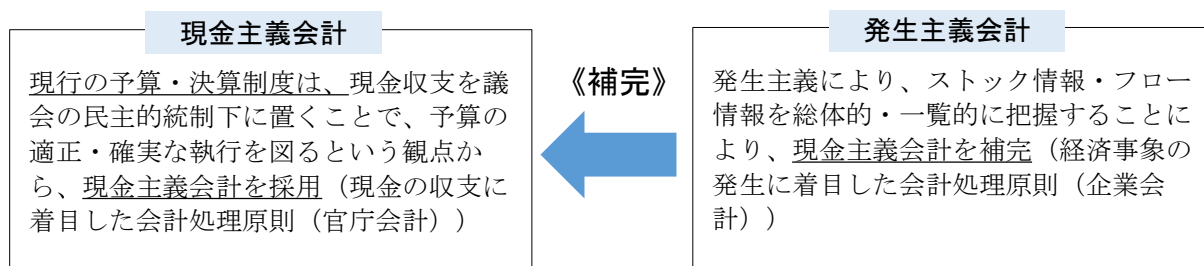 現金主義会計
現行の予算・決算制度は、現金収支を議
会の民主的統制下に置くことで、予算の
適正・確実な執行を図るという観点か
ら、現金主義会計を採用（現金の収支に
着目した会計処理原則（官庁会計））
《補完》
発生主義会計
発生主義により、ストック情報・フロー
情報を総体的・一覧的に把握することに
より、現金主義会計を補完（経済事象の
発生に着目した会計処理原則（企業会
計））